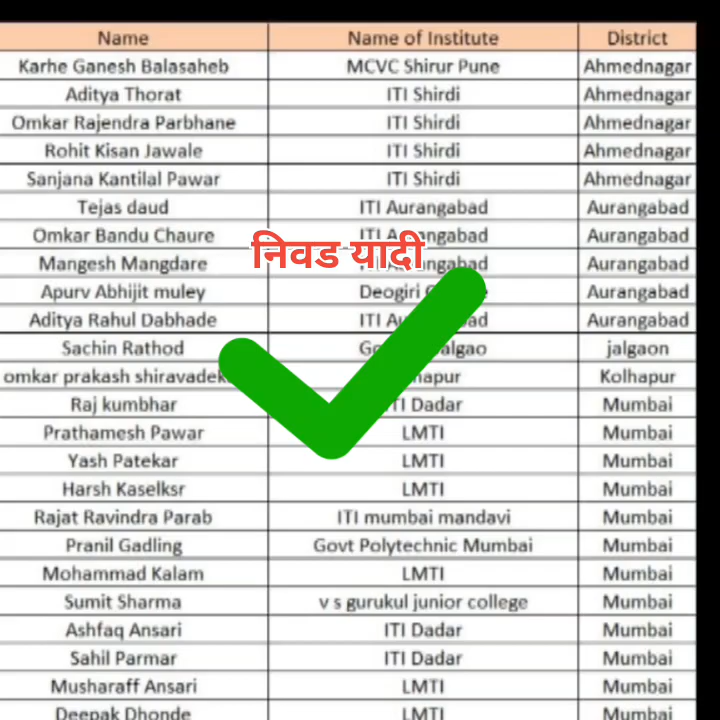 Name Name of Institute District
Karhe Ganesh Balasaheb MCVC Shirur Pune Ahmednagar
Aditya Thorat ITI Shirdi Ahmednagar
Omkar Rajendra Parbhane ITI Shirdi Ahmednagar
Rohit Kisan Jawale ITI Shirdi Ahmednagar
Sanjana Kantilal Pawar ITI Shirdi Ahmednagar
Tejas daud ITI Aurangabad Aurangabad
Omkar Bandu Chaure Aurangabad
निवड यादी
Mangesh Mangdare Aurangabad
Apurv Abhijit muley Deogiri Aurangabad
Aditya Rahul Dabhade ITI Aurangabad
Sachin Rathod jalgaon
omkar prakash Kolhapur
Raj kumbhar Dadar Mumbai
Prathamesh Pawar LMTI Mumbai
Yash Patekar LMTI Mumbai
Harsh Kaselksr LMTI Mumbai
Rajat Ravindra Parab ITI mumbai mandavi Mumbai
Pranil Gadling Govt Polytechnic Mumbai Mumbai
Mohammad Kalam LMTI Mumbai
Sumit Sharma v s gurukul junior college Mumbai
Ashfaq Ansari ITI Dadar Mumbai
Sahil Parmar ITI Dadar Mumbai
Musharaff Ansari LMTI Mumbai
Deepak Dhonde LMTI Mumbai